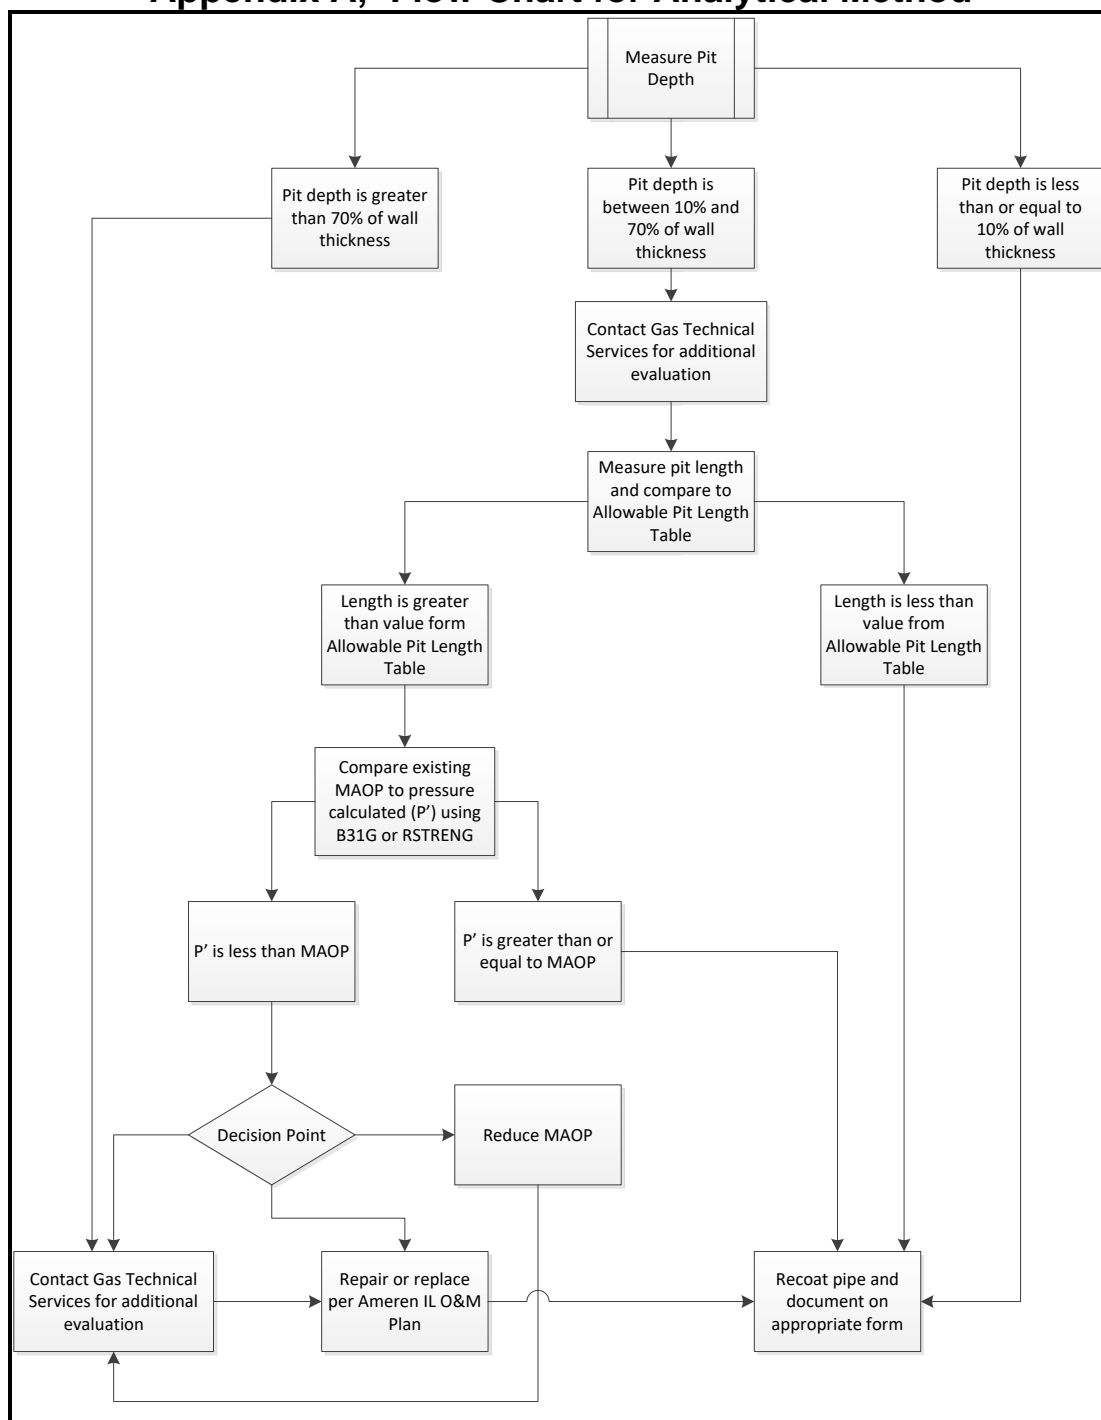 Appendix A, Flow Chart for Analytical Method
Measure Pit
Depth
Pit depth is greater
than 70% of wall
thickness
Pit depth is
between 10% and
70% of wall
thickness
Pit depth is less
than or equal to
10% of wall
thickness
Contact Gas Technical
Services for additional
evaluation
Measure pit length
and compare to
Allowable Pit Length
Table
Length is greater
than value form
Allowable Pit Length
Table
Length is less than
value from
Allowable Pit Length
Table
Compare existing
MAOP to pressure
calculated (P’) using
B31G or RSTRENG
P’ is less than MAOP
P’ is greater than or
equal to MAOP
Decision Point
Reduce MAOP
Contact Gas Technical
Services for additional
evaluation
Repair or replace
per Ameren IL O&M
Plan
Recoat pipe and
document on
appropriate form